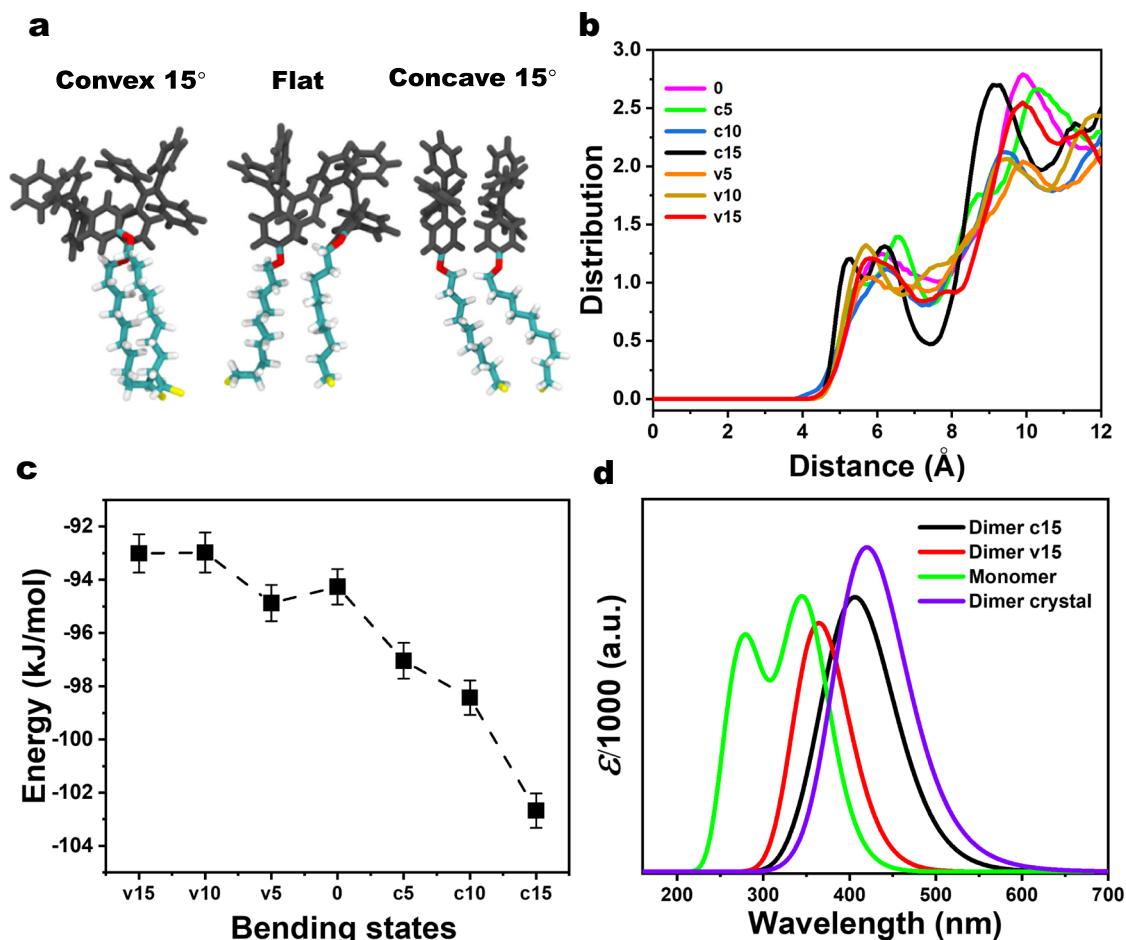 a
Convex 15°
Flat
Concave 15°
b
3.0
2.5
2.0
1.5
1.0
0.5
0.0
0
c5
c10
c15
v5
v10
v15
Distribution
0
2
4
6
8
10
12
Distance (Å)
c
-92
-94
-96
-98
-100
-102
-104
Energy (kJ/mol)
v15
v10
v5
0
c5
c10
c15
Bending states
d
Dimer c15
Dimer v15
Monomer
Dimer crystal
ℰ/1000 (a.u.)
200
300
400
500
600
700
Wavelength (nm)